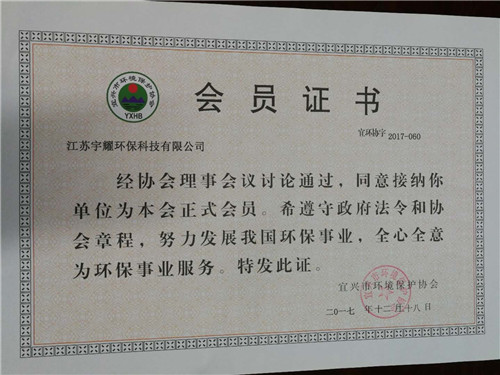 宜兴市环境保护协会
YXHB
会员证书
宜环协字 2017-060
江苏宇耀环保科技有限公司
经协会理事会议讨论通过，同意接纳你
单位为本会正式会员。希遵守政府法令和协
会章程，努力发展我国环保事业，全心全意
为环保事业服务。特发此证。
宜兴市环境保护协会
二〇一七 年 十二 月 十八 日